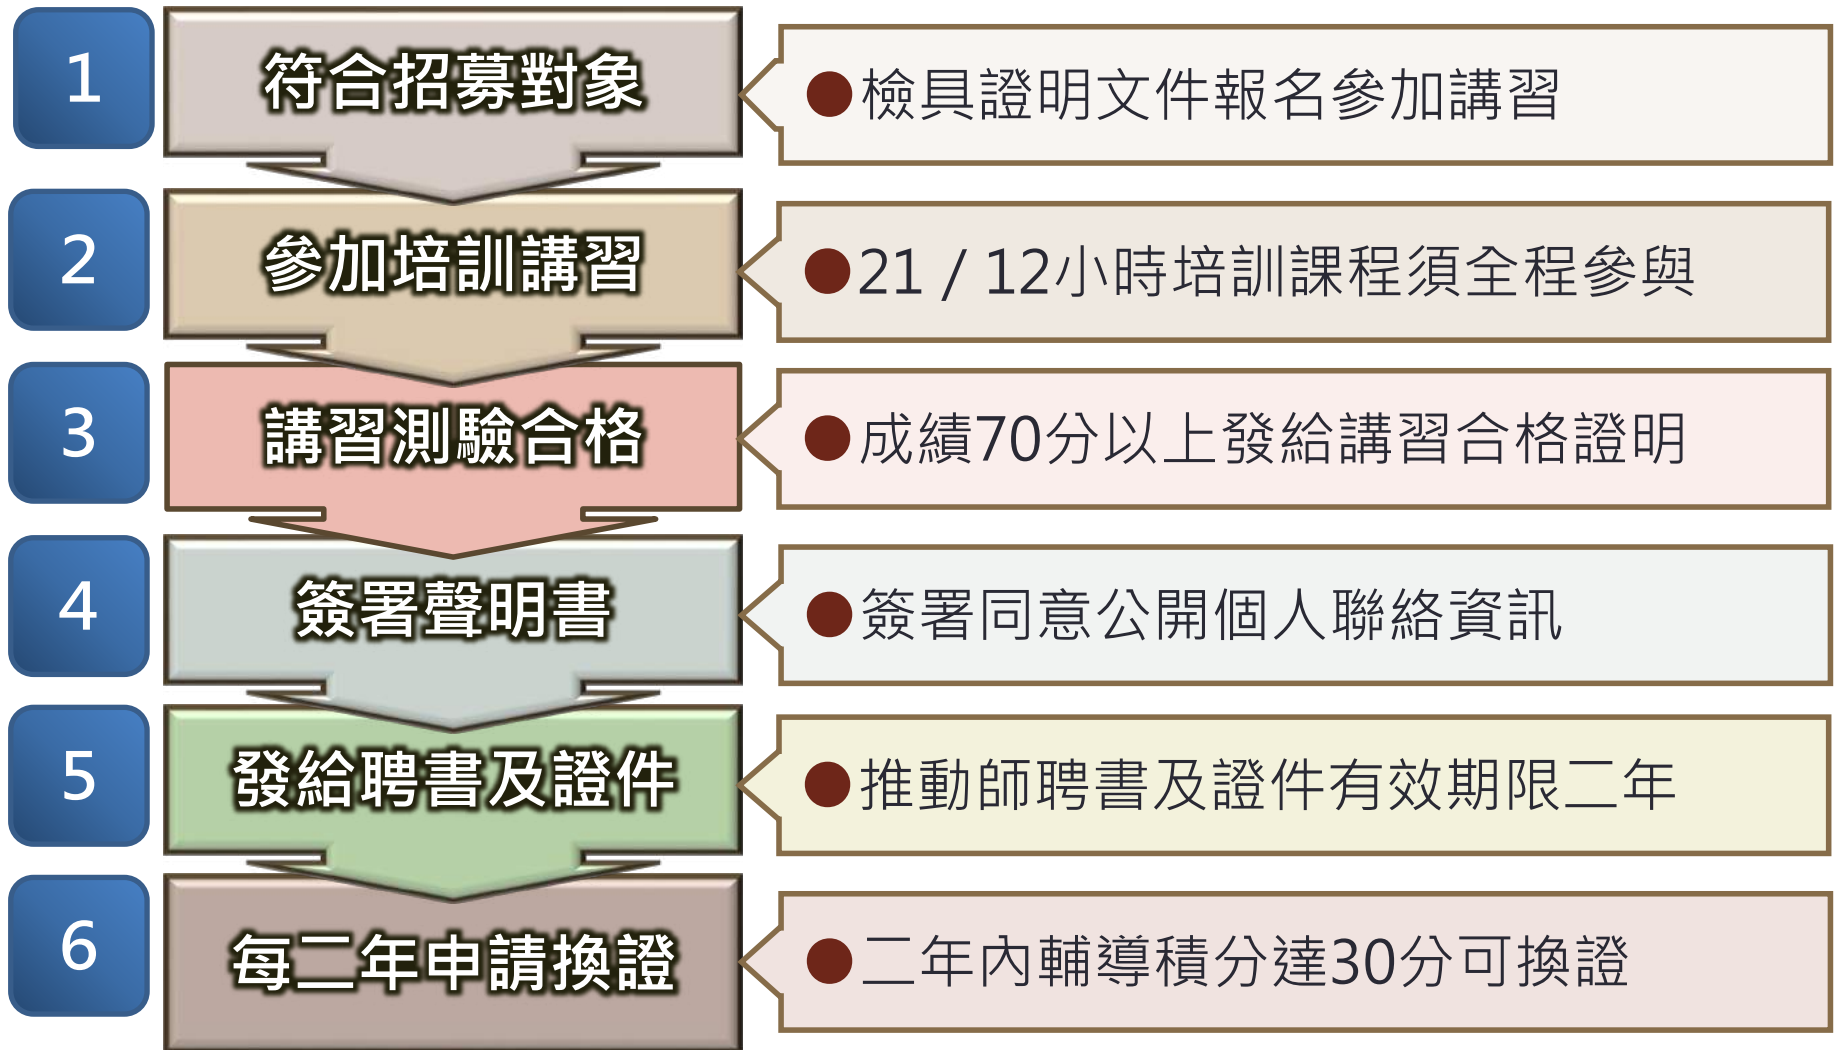 1
符合招募對象
●檢具證明文件報名參加講習
2
參加培訓講習
●21 / 12小時培訓課程須全程參與
3
講習測驗合格
●成績70分以上發給講習合格證明
4
簽署聲明書
●簽署同意公開個人聯絡資訊
5
發給聘書及證件
●推動師聘書及證件有效期限二年
6
每二年申請換證
●二年內輔導積分達30分可換證